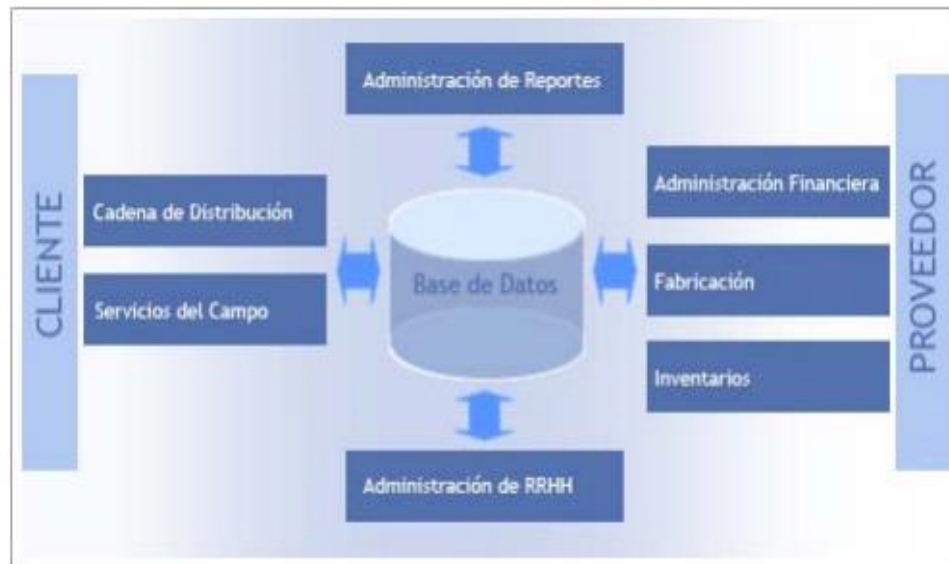 Administración de Reportes
CLIENTE
Cadena de Distribución
Servicios del Campo
Base de Datos
Administración Financiera
Fabricación
Inventarios
PROVEEDOR
Administración de RRHH